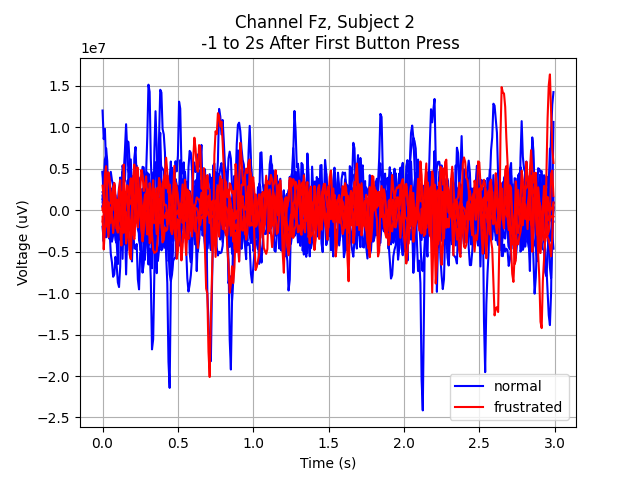 Channel Fz, Subject 2
-1 to 2s After First Button Press
1e7
1.5
1.0
0.5
0.0
−0.5
−1.0
−1.5
−2.0
−2.5
Voltage (uV)
0.0 0.5 1.0 1.5 2.0 2.5 3.0
Time (s)
normal
frustrated